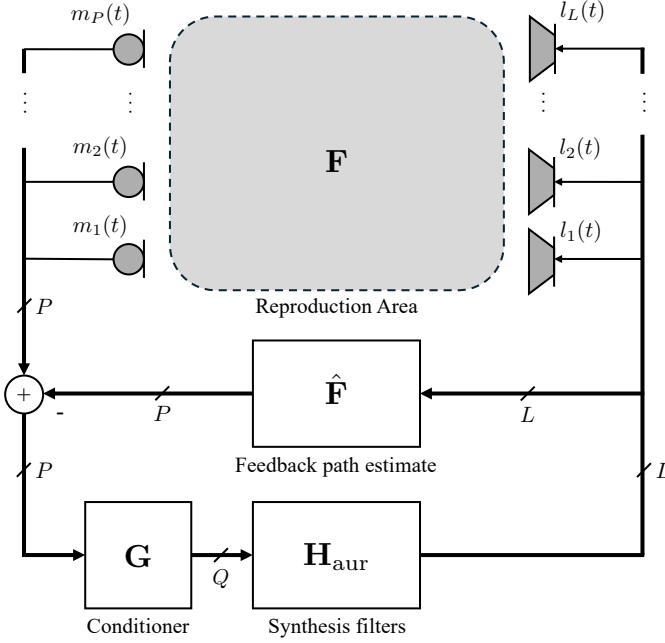 m_P(t)
l_L(t)
⋮ ⋮ ⋮ ⋮
m_2(t)
F
l_2(t)
m_1(t)
l_1(t)
P
Reproduction Area
+
-
P
F̂
L
Feedback path estimate
P
L
G
Q
H_aur
Conditioner
Synthesis filters